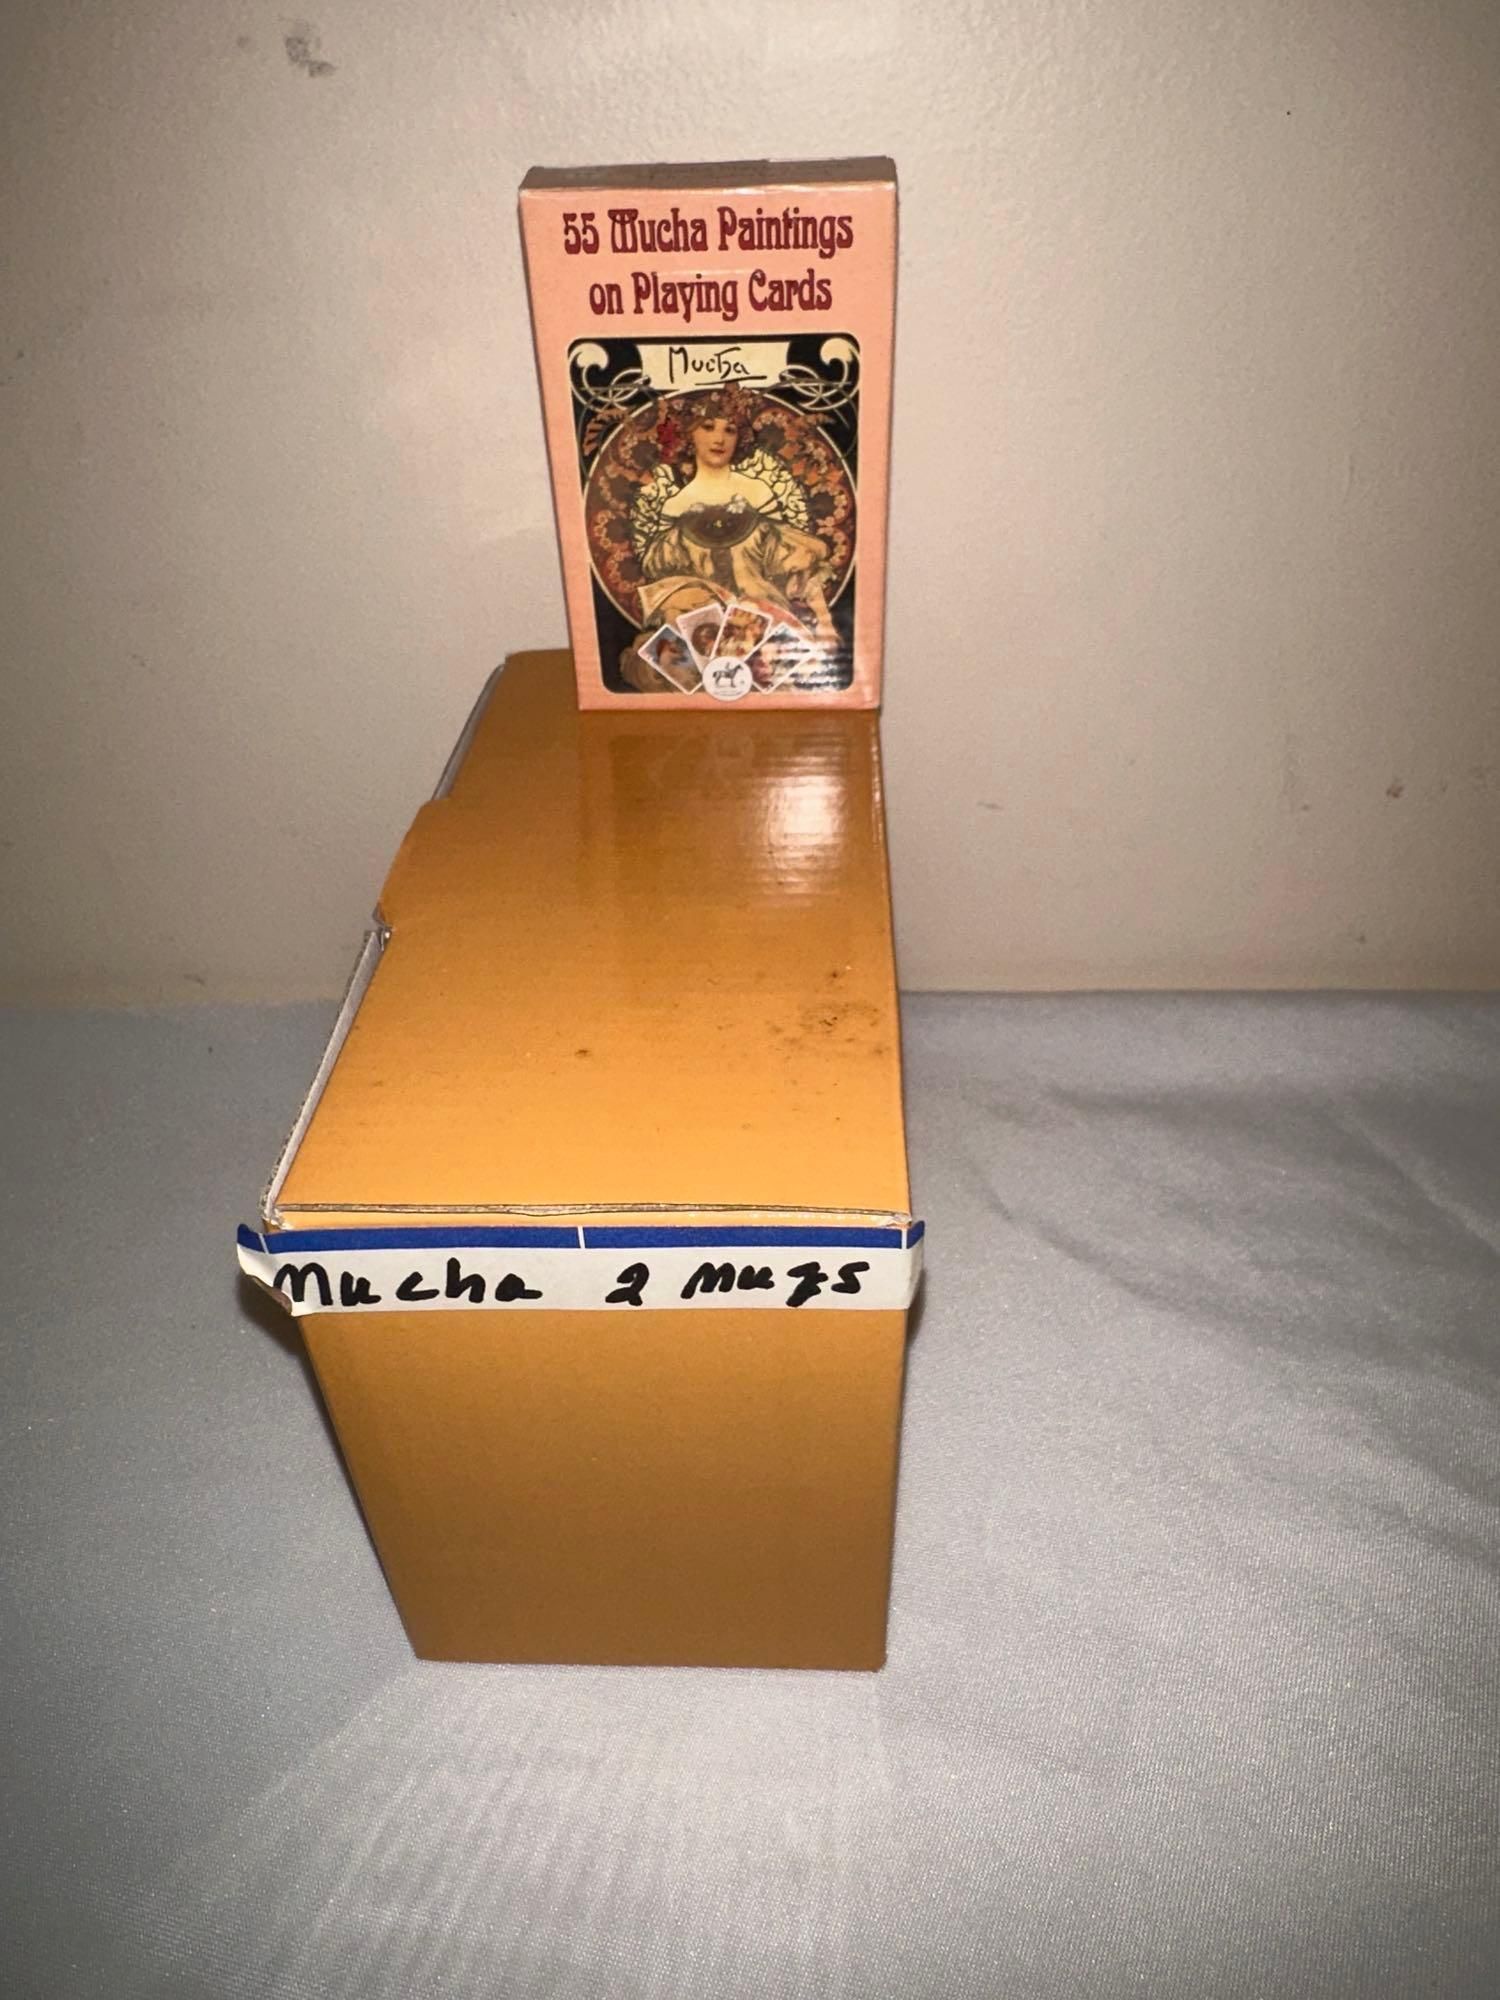 55 Mucha Paintings
on Playing Cards
Mucha
Mucha 2 mugs